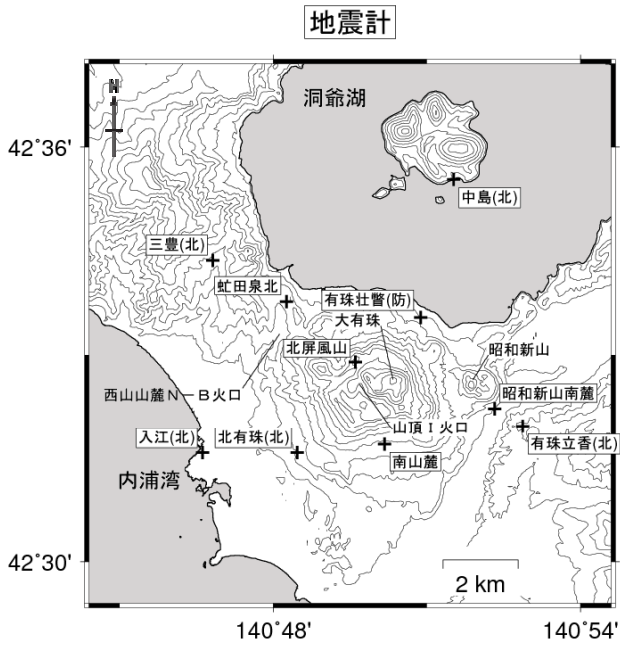 地震計
N
洞爺湖
42˚36'
中島(北)
三豊(北)
虻田泉北
有珠壮瞥(防)
大有珠
北屏風山
昭和新山
西山山麓N－B火口
昭和新山南麓
山頂I火口
入江(北)
北有珠(北)
有珠立香(北)
南山麓
内浦湾
42˚30'
2 km
140˚48'
140˚54'